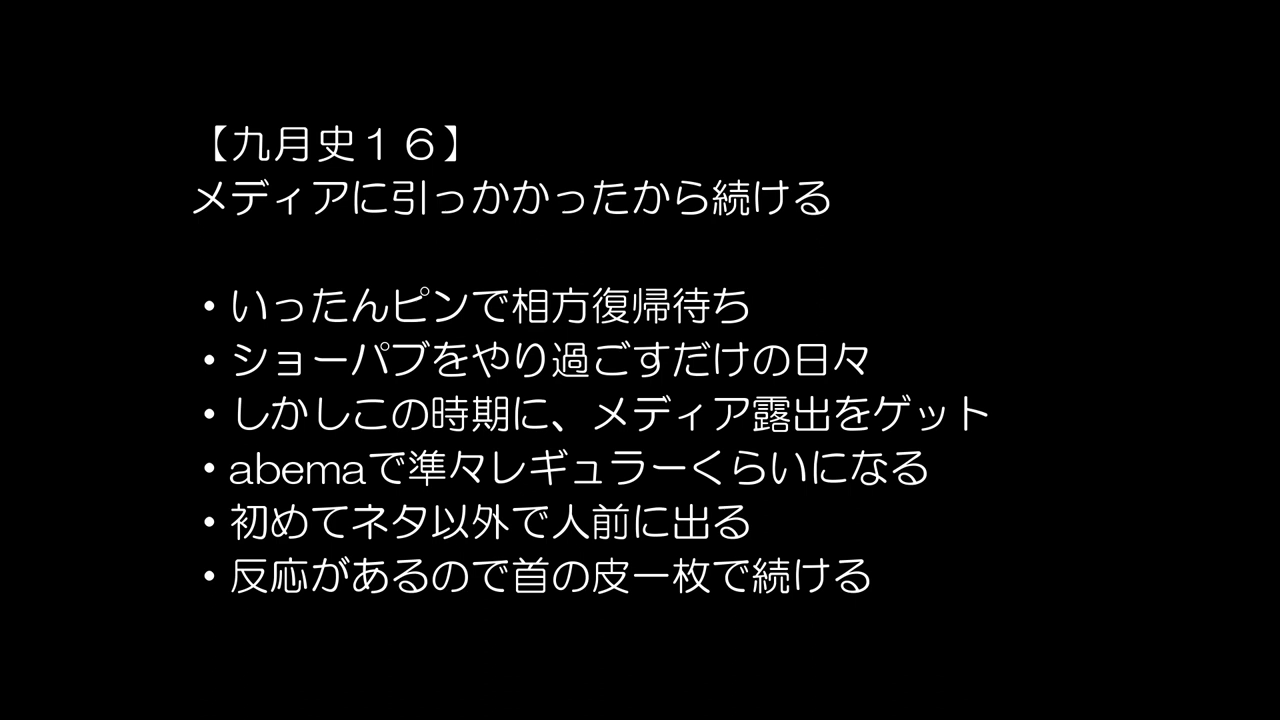 【九月史１６】
メディアに引っかかったから続ける
・いったんピンで相方復帰待ち
・ショーパブをやり過ごすだけの日々
・しかしこの時期に、メディア露出をゲット
・abemaで準々レギュラーくらいになる
・初めてネタ以外で人前に出る
・反応があるので首の皮一枚で続ける